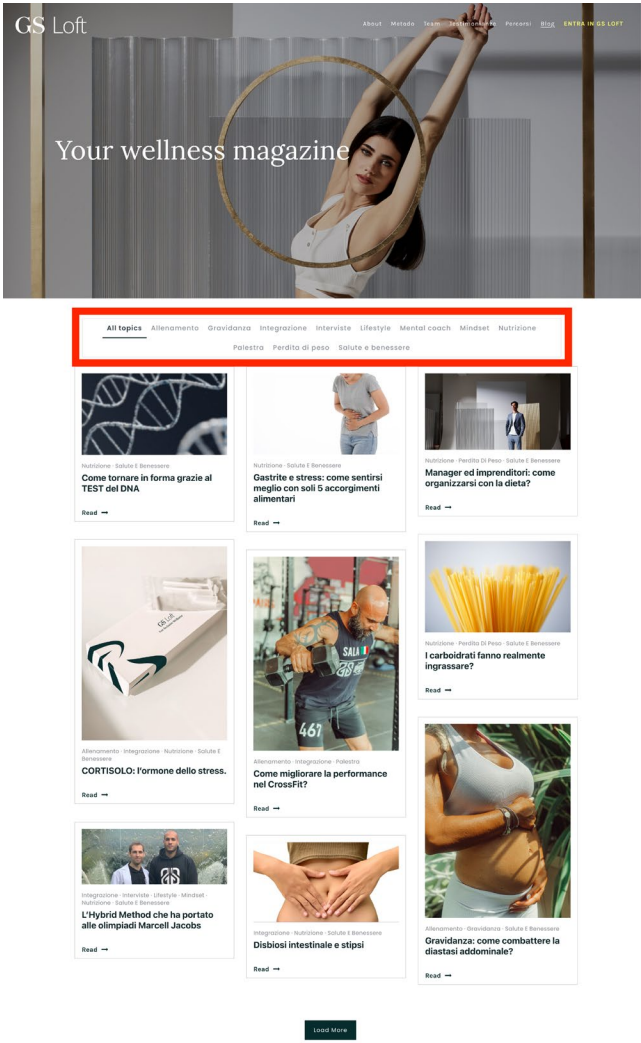 GS Loft
About Metodo Team Testimonianze Percorsi Blog ENTRA IN GS LOFT
Your wellness magazine
All topics Allenamento Gravidanza Integrazione Interviste Lifestyle Mental coach Mindset Nutrizione
Palestra Perdita di peso Salute e benessere
Nutrizione · Salute E Benessere
Come tornare in forma grazie al
TEST del DNA
Read →
Nutrizione · Salute E Benessere
Gastrite e stress: come sentirsi
meglio con soli 5 accorgimenti
alimentari
Read →
Nutrizione · Perdita Di Peso · Salute E Benessere
Manager ed imprenditori: come
organizzarsi con la dieta?
Read →
GS Loft
Allenamento · Integrazione · Nutrizione · Salute E
Benessere
CORTISOLO: l'ormone dello stress.
Read →
SALA
467
Allenamento · Integrazione · Palestra
Come migliorare la performance
nel CrossFit?
Read →
Nutrizione · Perdita Di Peso · Salute E Benessere
I carboidrati fanno realmente
ingrassare?
Read →
Integrazione · Interviste · Lifestyle · Mindset ·
Nutrizione · Salute E Benessere
L'Hybrid Method che ha portato
alle olimpiadi Marcell Jacobs
Read →
Integrazione · Nutrizione · Salute E Benessere
Disbiosi intestinale e stipsi
Read →
Allenamento · Gravidanza · Salute E Benessere
Gravidanza: come combattere la
diastasi addominale?
Read →
Load More